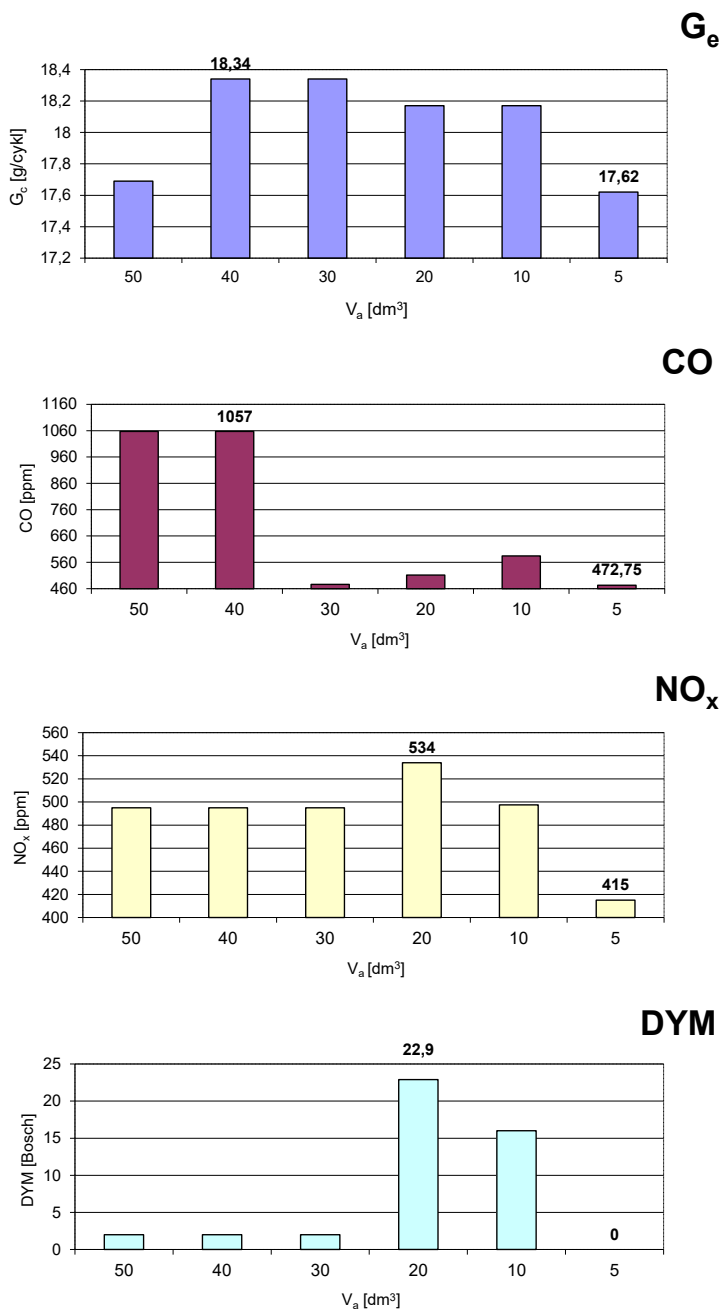 Gₑ
18,4
18,2
18
17,8
17,6
17,4
17,2
G꜀ [g/cykl]
18,34
17,62
50 40 30 20 10 5
Vₐ [dm³]
CO
1160
1060
960
860
760
660
560
460
CO [ppm]
1057
472,75
50 40 30 20 10 5
Vₐ [dm³]
NOₓ
560
540
520
500
480
460
440
420
400
NOₓ [ppm]
534
415
50 40 30 20 10 5
Vₐ [dm³]
DYM
25
20
15
10
5
0
DYM [Bosch]
22,9
0
50 40 30 20 10 5
Vₐ [dm³]